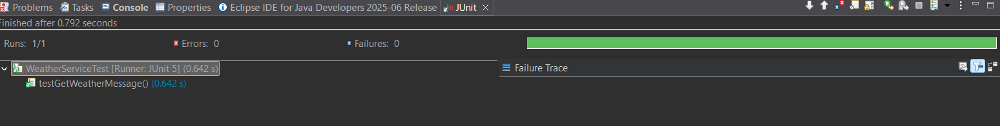 Problems Tasks Console Properties Eclipse IDE for Java Developers 2025-06 Release JUnit
Finished after 0.792 seconds
Runs: 1/1 Errors: 0 Failures: 0
WeatherServiceTest [Runner: JUnit 5] (0.642 s)
Failure Trace
testGetWeatherMessage() (0.642 s)